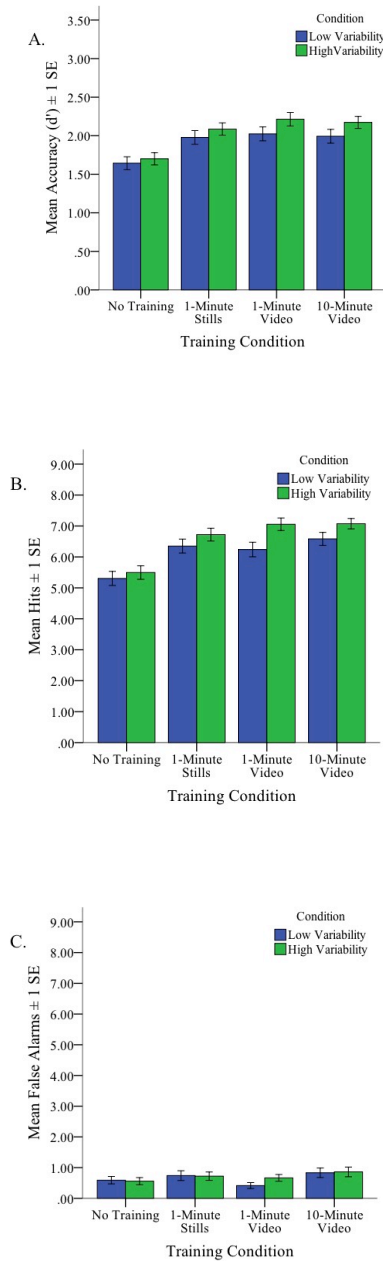 A.
Mean Accuracy (d') ± 1 SE
3.50
3.00
2.50
2.00
1.50
1.00
.50
.00
Condition
Low Variability
HighVariability
No Training
1-Minute
Stills
1-Minute
Video
10-Minute
Video
Training Condition
B.
Mean Hits ± 1 SE
9.00
8.00
7.00
6.00
5.00
4.00
3.00
2.00
1.00
.00
Condition
Low Variability
High Variability
No Training
1-Minute
Stills
1-Minute
Video
10-Minute
Video
Training Condition
C.
Mean False Alarms ± 1 SE
9.00
8.00
7.00
6.00
5.00
4.00
3.00
2.00
1.00
.00
Condition
Low Variability
High Variability
No Training
1-Minute
Stills
1-Minute
Video
10-Minute
Video
Training Condition